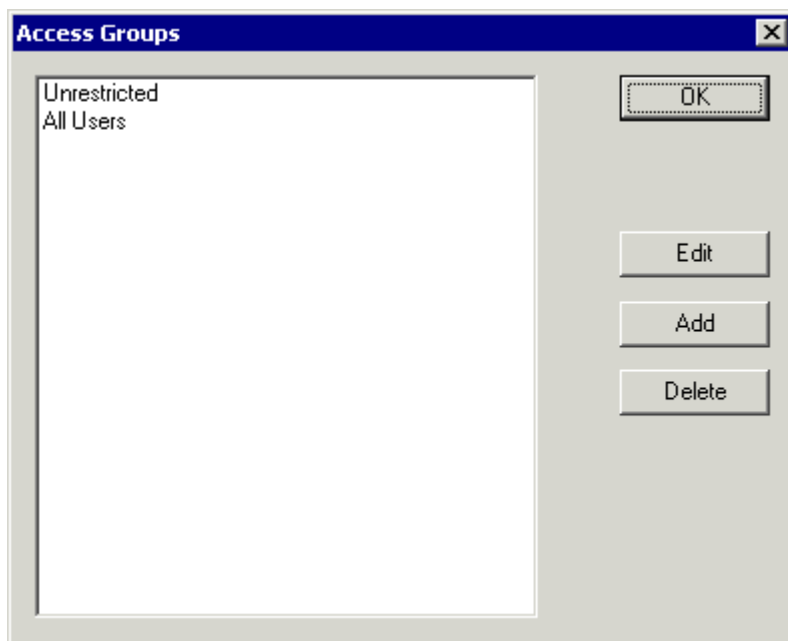 Access Groups
Unrestricted
All Users
OK
Edit
Add
Delete